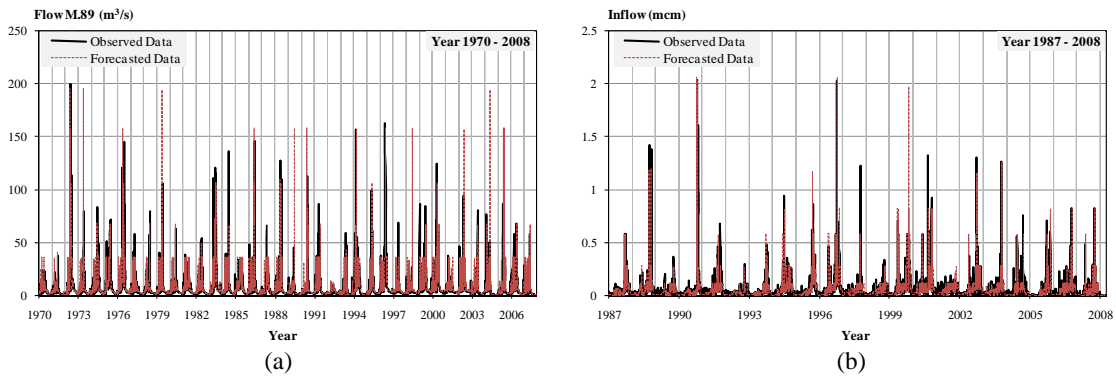 Flow M.89 (m³/s)
250
200
150
100
50
0
Observed Data
Forecasted Data
Year 1970 - 2008
1970 1973 1976 1979 1982 1985 1988 1991 1994 1997 2000 2003 2006
Year
(a)
Inflow (mcm)
2.5
2
1.5
1
0.5
0
Observed Data
Forecasted Data
Year 1987 - 2008
1987 1990 1993 1996 1999 2002 2005 2008
Year
(b)